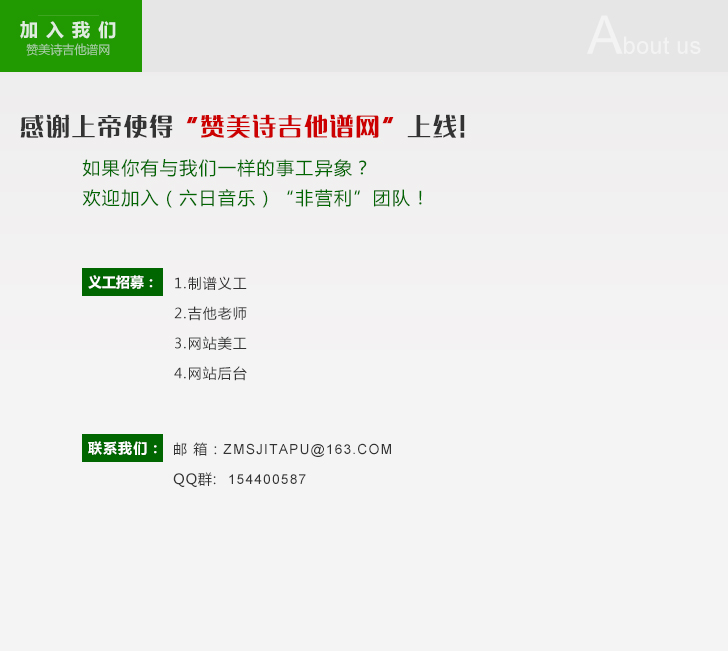 加入我们
赞美诗吉他谱网
About us
感谢上帝使得“赞美诗吉他谱网”上线!
如果你有与我们一样的事工异象？
欢迎加入（六日音乐）“非营利”团队！
义工招募：
1.制谱义工
2.吉他老师
3.网站美工
4.网站后台
联系我们：
邮 箱：ZMSJITAPU@163.COM
QQ群: 154400587